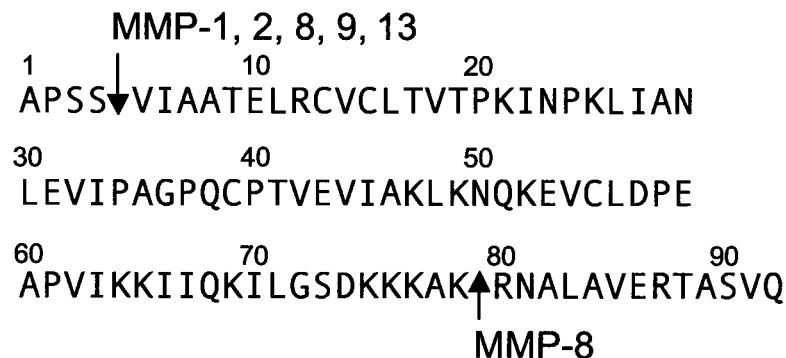 MMP-1, 2, 8, 9, 13
1 10 20
APSSVIAATELRCVCLTVTPKINPKLIAN
30 40 50
LEVIPAGPQCPTVEVIAKLKNQKEVCLDPE
60 70 80 90
APVIKKIIQKILGSDKKKAKRNALAVERTASVQ
MMP-8